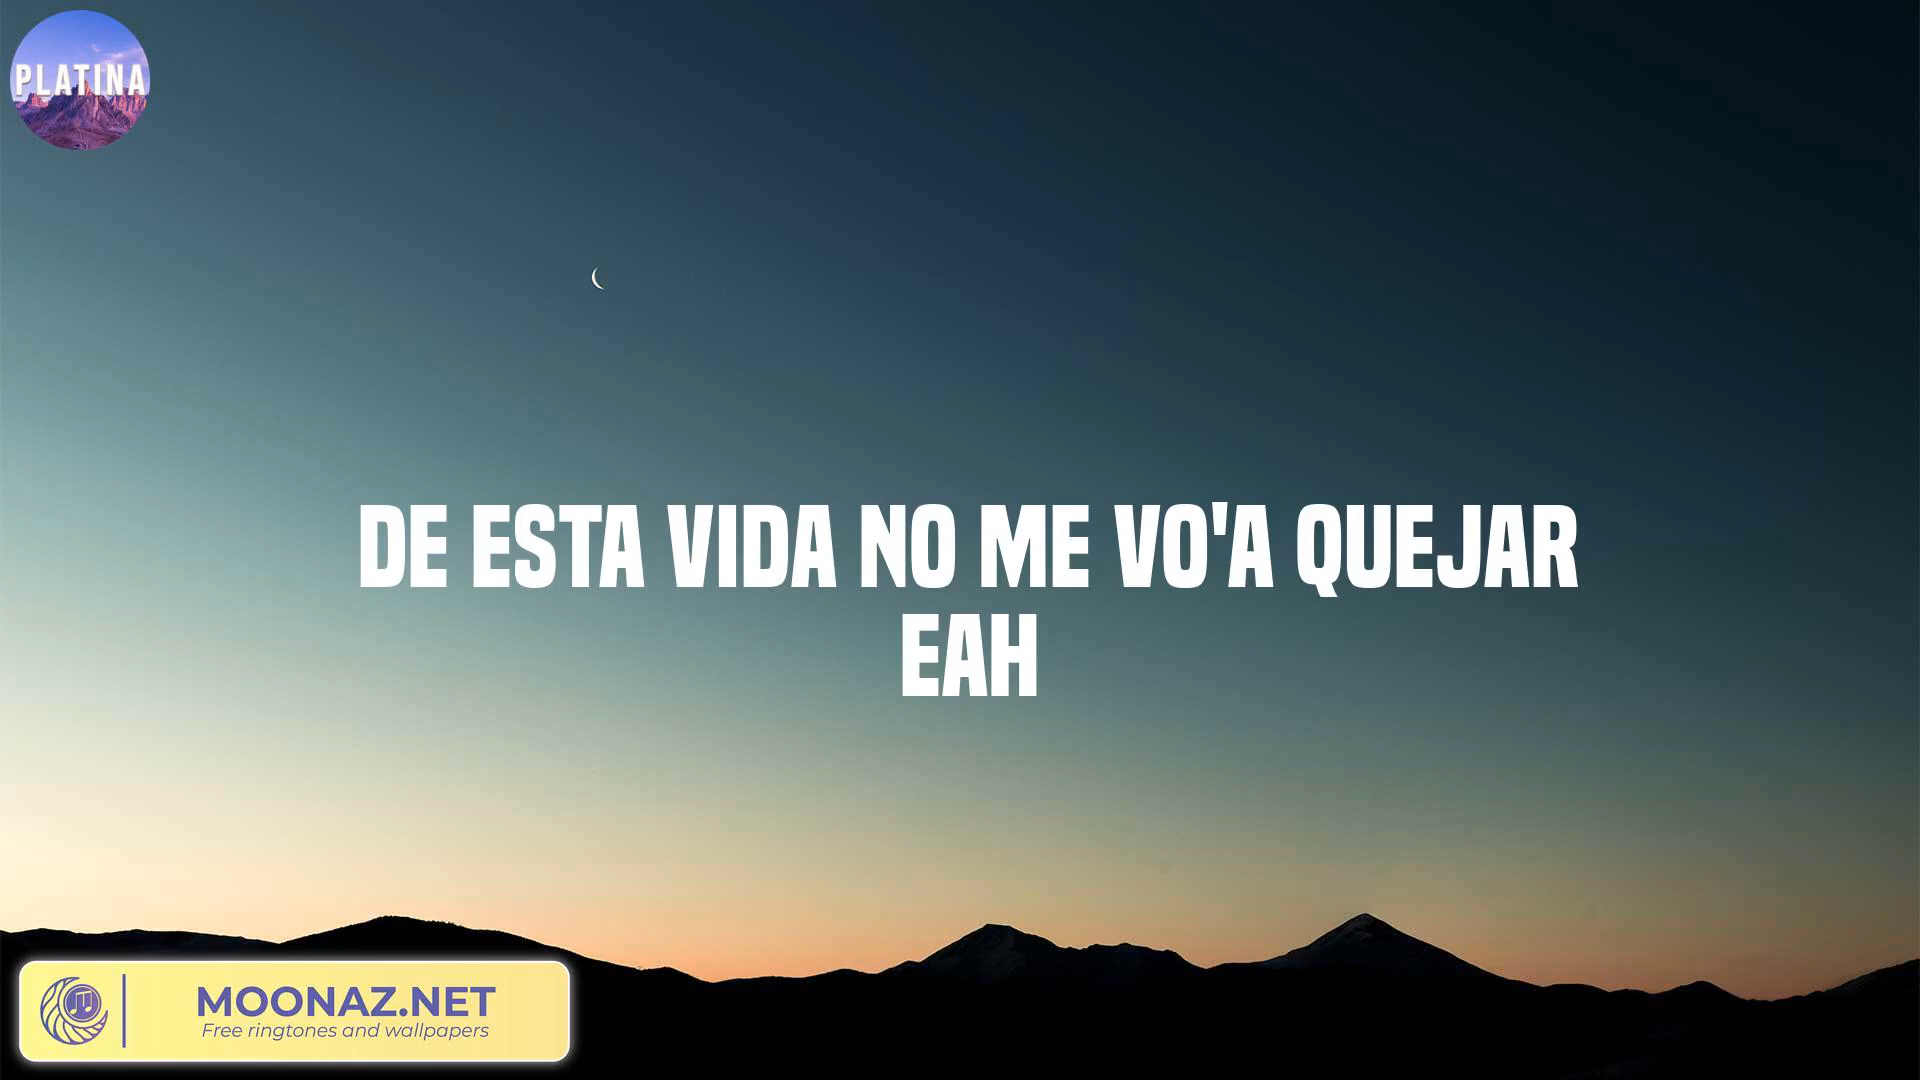 PLATINA
DE ESTA VIDA NO ME VO'A QUEJAR
EAH
MOONAZ.NET
Free ringtones and wallpapers